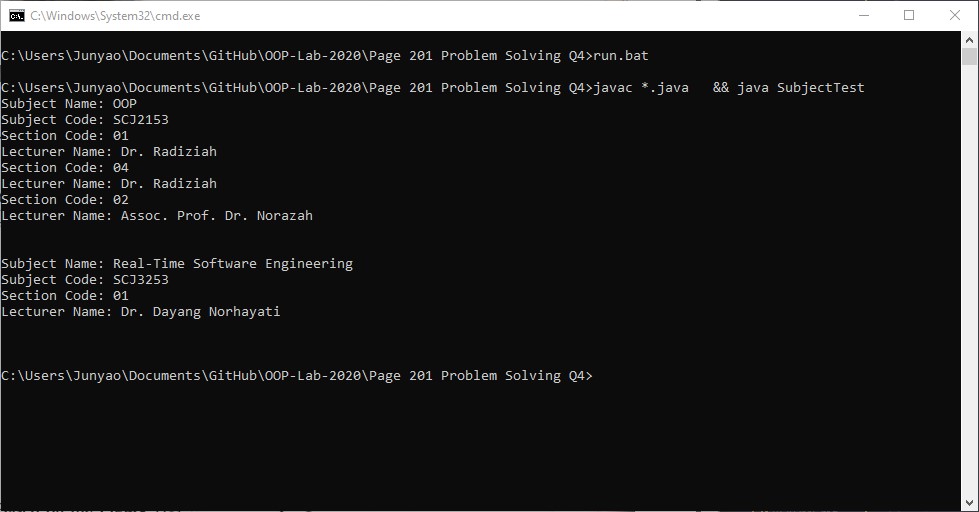 C:\Windows\System32\cmd.exe
C:\Users\Junyao\Documents\GitHub\OOP-Lab-2020\Page 201 Problem Solving Q4>run.bat
C:\Users\Junyao\Documents\GitHub\OOP-Lab-2020\Page 201 Problem Solving Q4>javac *.java   && java SubjectTest
Subject Name: OOP
Subject Code: SCJ2153
Section Code: 01
Lecturer Name: Dr. Radiziah
Section Code: 04
Lecturer Name: Dr. Radiziah
Section Code: 02
Lecturer Name: Assoc. Prof. Dr. Norazah
Subject Name: Real-Time Software Engineering
Subject Code: SCJ3253
Section Code: 01
Lecturer Name: Dr. Dayang Norhayati
C:\Users\Junyao\Documents\GitHub\OOP-Lab-2020\Page 201 Problem Solving Q4>